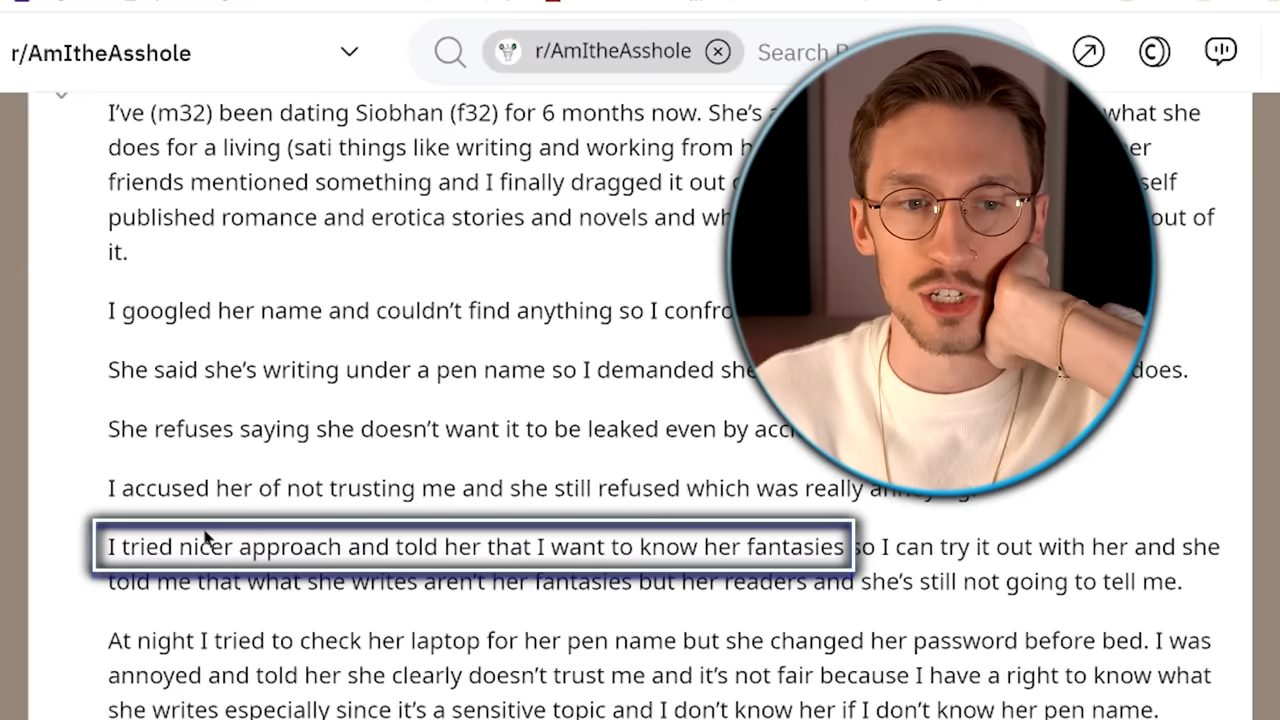 r/AmItheAsshole
r/AmItheAsshole Search
I've (m32) been dating Siobhan (f32) for 6 months now. She's what she
does for a living (sati things like writing and working from er
friends mentioned something and I finally dragged it out self
published romance and erotica stories and novels and out of
it.
I googled her name and couldn't find anything so I
She said she's writing under a pen name so I demanded does.
She refuses saying she doesn't want it to be leaked even by
I accused her of not trusting me and she still refused which was really annoying.
I tried nicer approach and told her that I want to know her fantasies so I can try it out with her and she
told me that what she writes aren't her fantasies but her readers and she's still not going to tell me.
At night I tried to check her laptop for her pen name but she changed her password before bed. I was
annoyed and told her she clearly doesn't trust me and it's not fair because I have a right to know what
she writes especially since it's a sensitive topic and I don't know her if I don't know her pen name.